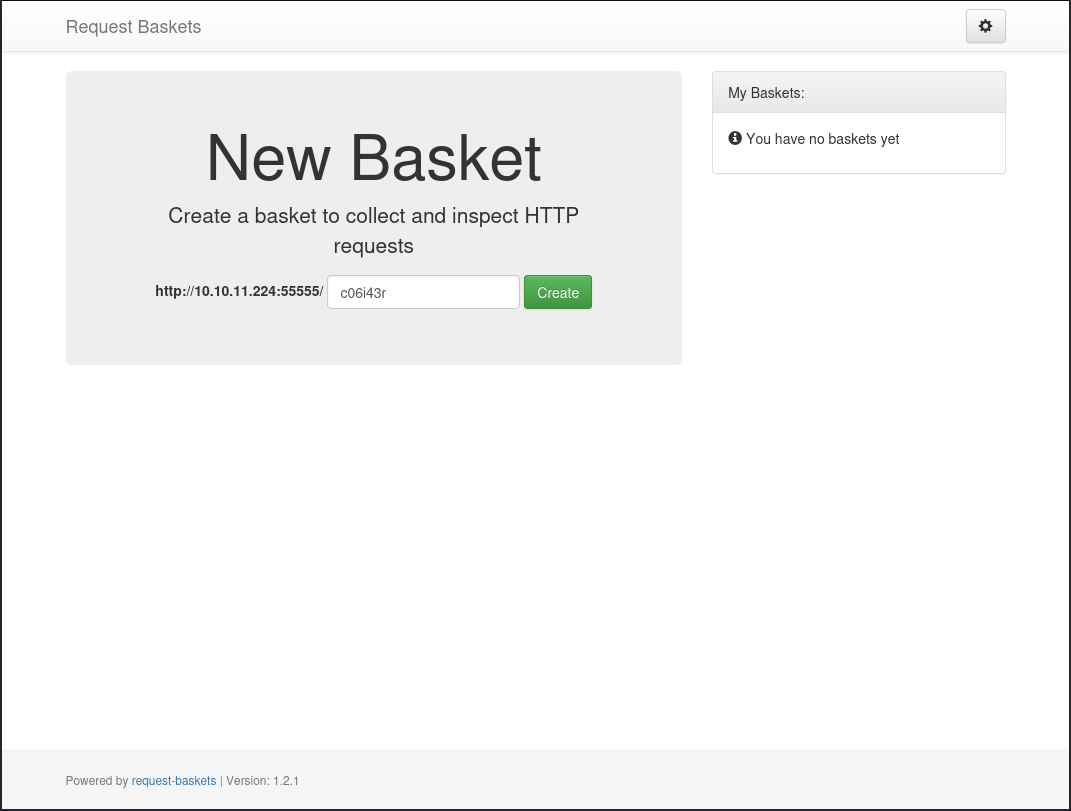 Request Baskets
New Basket
Create a basket to collect and inspect HTTP
requests
http://10.10.11.224:55555/ c06i43r Create
My Baskets:
You have no baskets yet
Powered by request-baskets | Version: 1.2.1